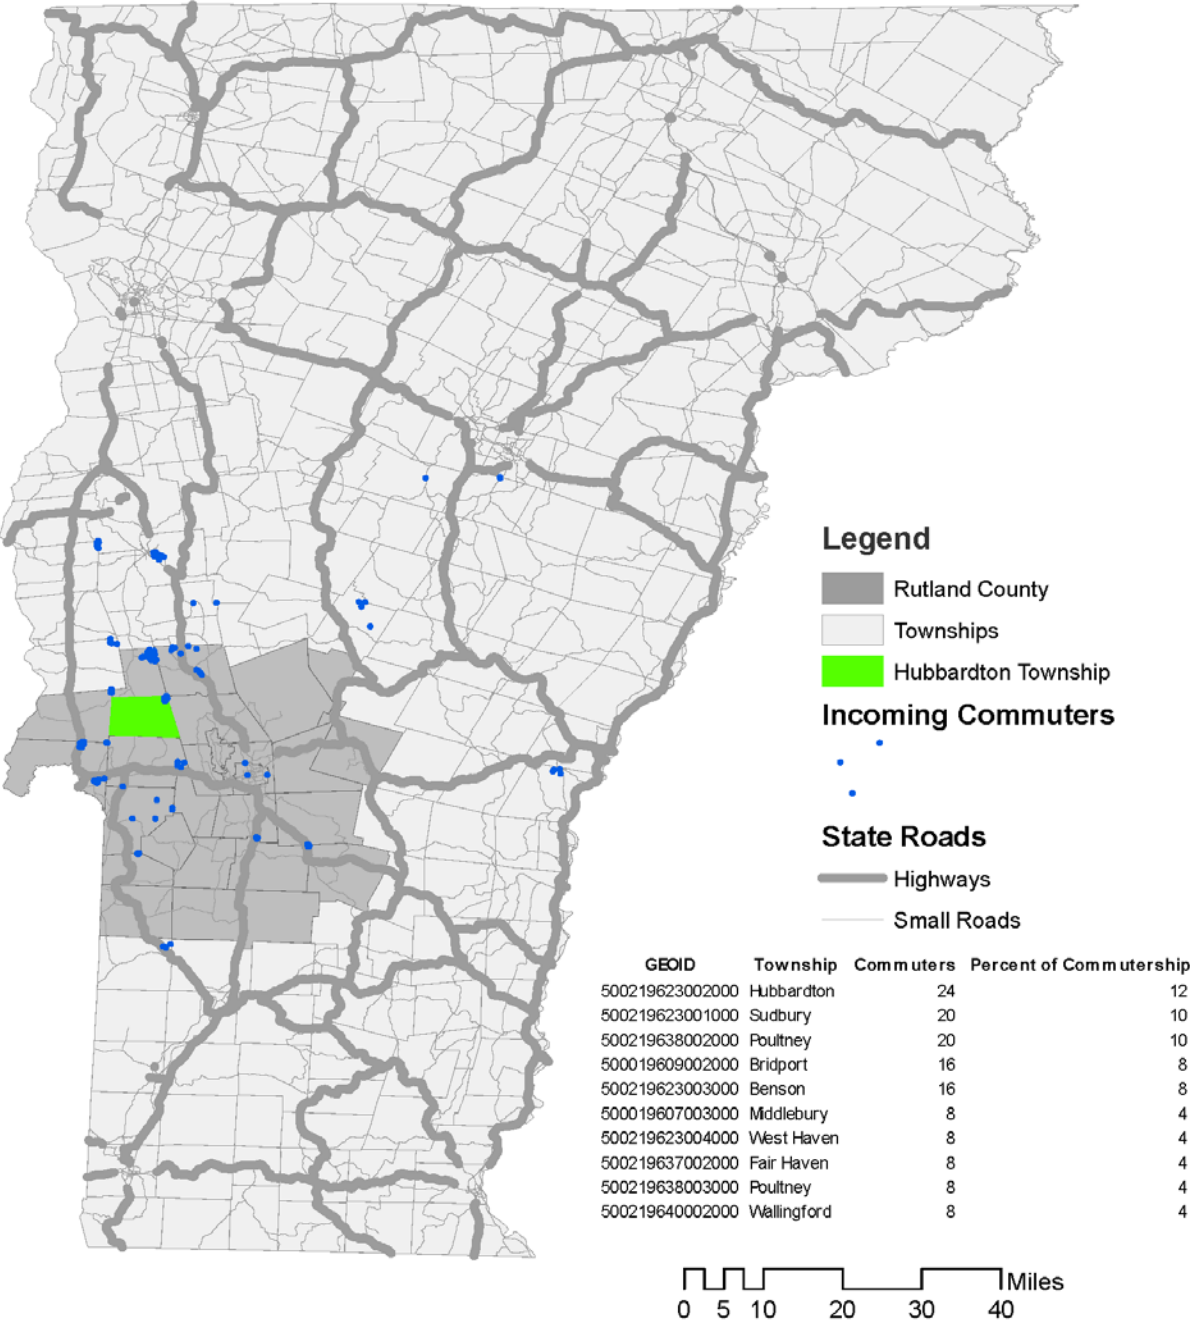 Legend
Rutland County
Townships
Hubbardton Township
Incoming Commuters
State Roads
Highways
Small Roads
GEOID Township Commuters Percent of Commutership
500219623002000 Hubbardton 24 12
500219623001000 Sudbury 20 10
500219638002000 Poultney 20 10
500019609002000 Bridport 16 8
500219623003000 Benson 16 8
500019607003000 Middlebury 8 4
500219623004000 West Haven 8 4
500219637002000 Fair Haven 8 4
500219638003000 Poultney 8 4
500219640002000 Wallingford 8 4
Miles
0 5 10 20 30 40